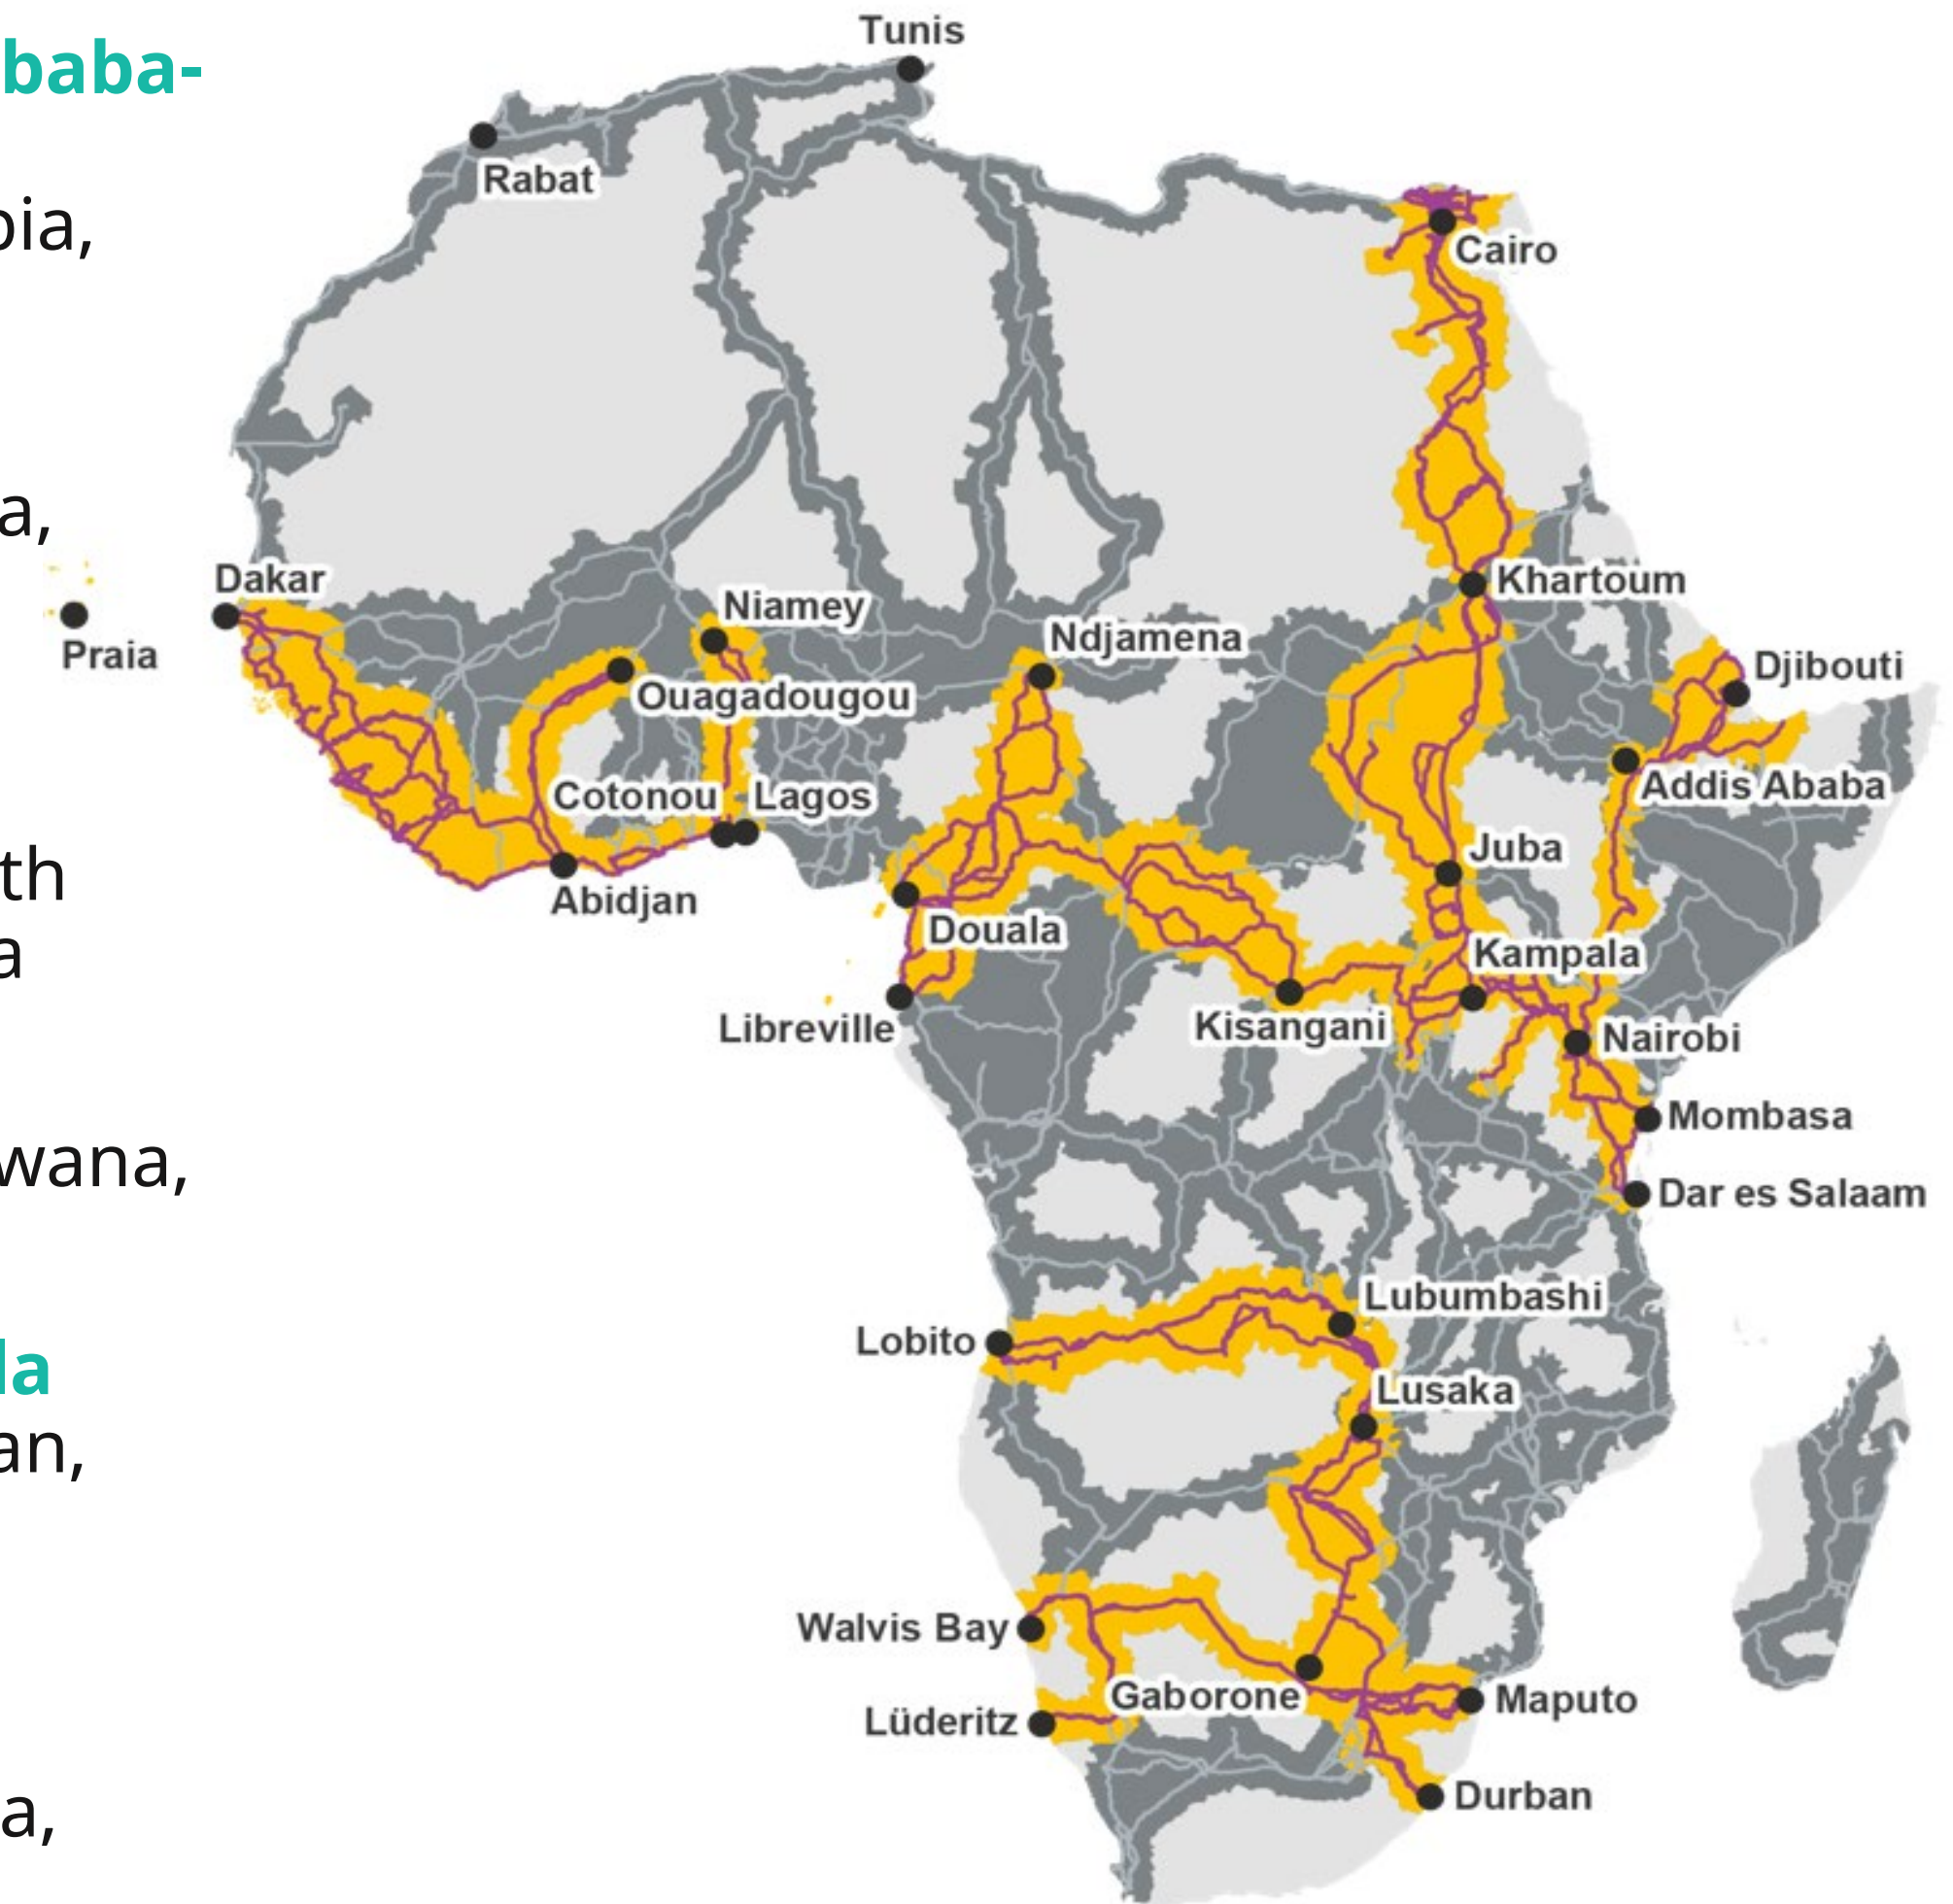 baba-
bia,
a,
th
a
wana,
la
an,
a,
Tunis
Rabat
Cairo
Dakar
Praia
Niamey
Khartoum
Ndjamena
Djibouti
Ouagadougou
Cotonou
Lagos
Addis Ababa
Juba
Abidjan
Douala
Kampala
Libreville
Kisangani
Nairobi
Mombasa
Dar es Salaam
Lubumbashi
Lobito
Lusaka
Walvis Bay
Gaborone
Maputo
Lüderitz
Durban